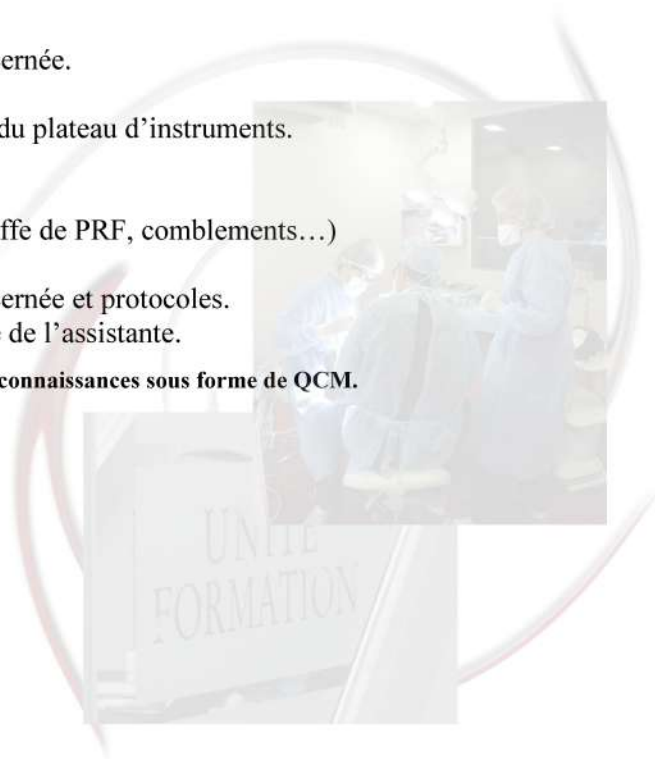 ernée.
du plateau d’instruments.
ffe de PRF, comblements…)
ernée et protocoles.
de l’assistante.
connaissances sous forme de QCM.
UNITE
FORMATION